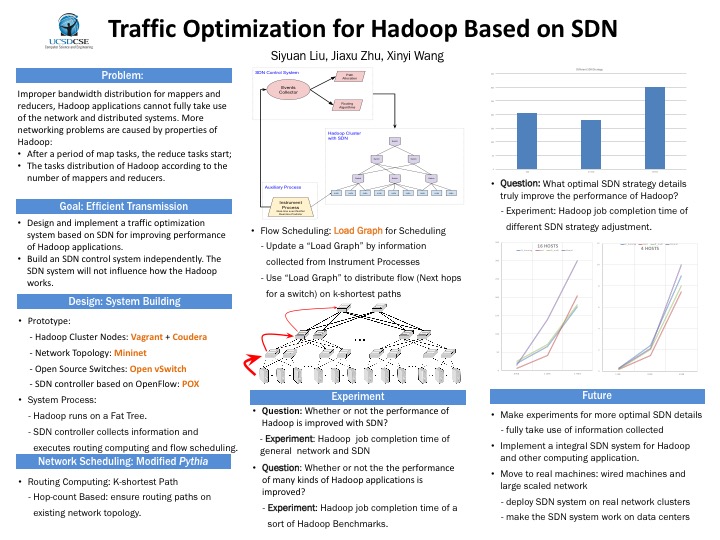 UCSDCSE
Computer Science and Engineering
Traffic Optimization for Hadoop Based on SDN
Siyuan Liu, Jiaxu Zhu, Xinyi Wang
Problem:
Improper bandwidth distribution for mappers and
reducers, Hadoop applications cannot fully take use
of the network and distributed systems. More
networking problems are caused by properties of
Hadoop:
• After a period of map tasks, the reduce tasks start;
• The tasks distribution of Hadoop according to the
number of mappers and reducers.
Goal: Efficient Transmission
• Design and implement a traffic optimization
system based on SDN for improving performance
of Hadoop applications.
• Build an SDN control system independently. The
SDN system will not influence how the Hadoop
works.
Design: System Building
• Prototype:
- Hadoop Cluster Nodes: Vagrant + Coudera
- Network Topology: Mininet
- Open Source Switches: Open vSwitch
- SDN controller based on OpenFlow: POX
• System Process:
- Hadoop runs on a Fat Tree.
- SDN controller collects information and
executes routing computing and flow scheduling.
Network Scheduling: Modified Pythia
• Routing Computing: K-shortest Path
- Hop-count Based: ensure routing paths on
existing network topology.
SDN Control System
Events
Collector
Path
Allocation
Routing
Algorithms
Hadoop Cluster
with SDN
Auxiliary Process
Instrument
Process
• Flow Scheduling: Load Graph for Scheduling
- Update a “Load Graph” by information
collected from Instrument Processes
- Use “Load Graph” to distribute flow (Next hops
for a switch) on k-shortest paths
...
Experiment
• Question: Whether or not the performance of
Hadoop is improved with SDN?
- Experiment: Hadoop job completion time of
general network and SDN
• Question: Whether or not the the performance
of many kinds of Hadoop applications is
improved?
- Experiment: Hadoop job completion time of a
sort of Hadoop Benchmarks.
Different SDN Strategy
• Question: What optimal SDN strategy details
truly improve the performance of Hadoop?
- Experiment: Hadoop job completion time of
different SDN strategy adjustment.
16 HOSTS
4 HOSTS
Future
• Make experiments for more optimal SDN details
- fully take use of information collected
• Implement a integral SDN system for Hadoop
and other computing application.
• Move to real machines: wired machines and
large scaled network
- deploy SDN system on real network clusters
- make the SDN system work on data centers